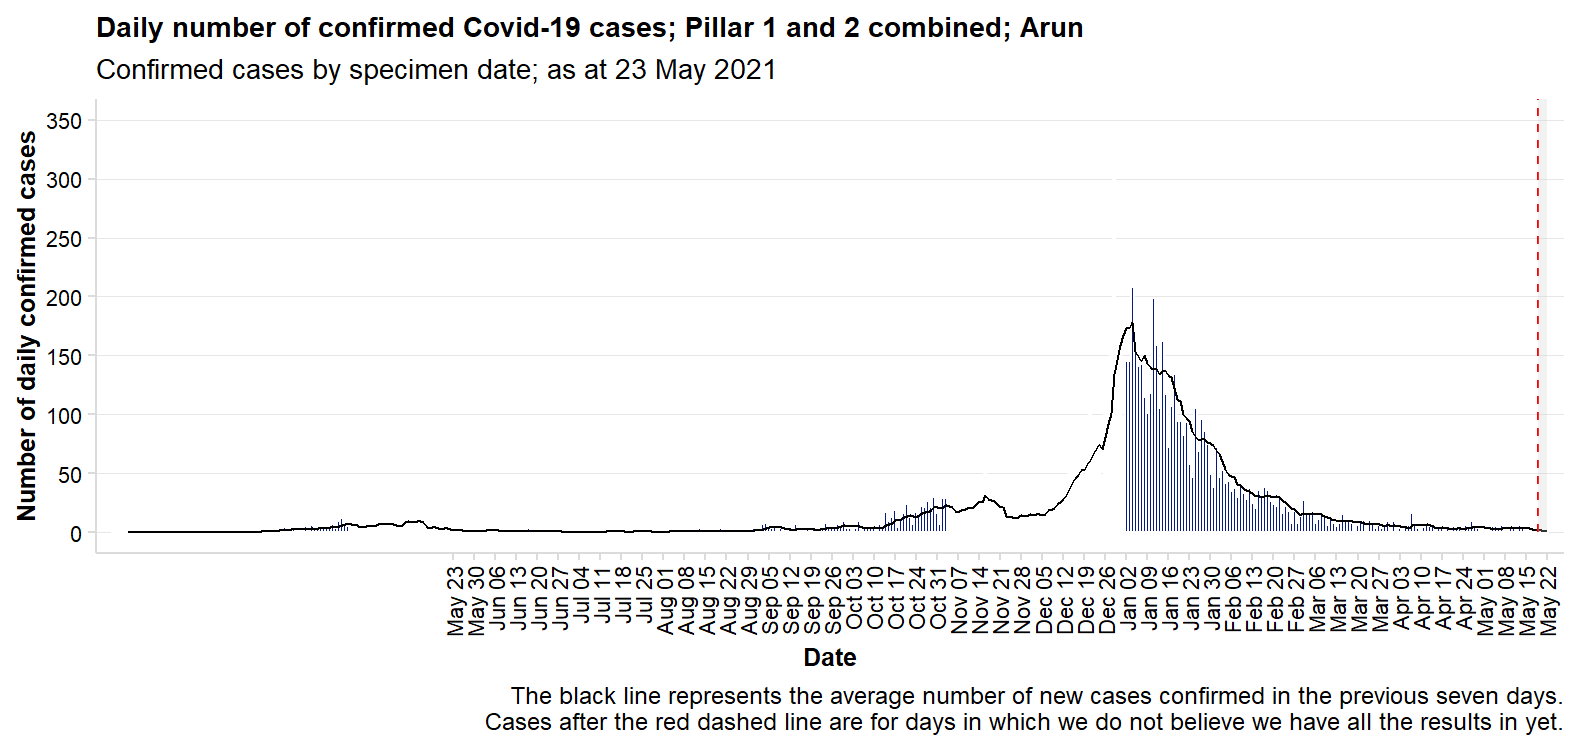 Daily number of confirmed Covid-19 cases; Pillar 1 and 2 combined; Arun
Confirmed cases by specimen date; as at 23 May 2021
Number of daily confirmed cases
350
300
250
200
150
100
50
0
May 23
May 30
Jun 06
Jun 13
Jun 20
Jun 27
Jul 04
Jul 11
Jul 18
Jul 25
Aug 01
Aug 08
Aug 15
Aug 22
Aug 29
Sep 05
Sep 12
Sep 19
Sep 26
Oct 03
Oct 10
Oct 17
Oct 24
Oct 31
Nov 07
Nov 14
Nov 21
Nov 28
Dec 05
Dec 12
Dec 19
Dec 26
Jan 02
Jan 09
Jan 16
Jan 23
Jan 30
Feb 06
Feb 13
Feb 20
Feb 27
Mar 06
Mar 13
Mar 20
Mar 27
Apr 03
Apr 10
Apr 17
Apr 24
May 01
May 08
May 15
May 22
Date
The black line represents the average number of new cases confirmed in the previous seven days.
Cases after the red dashed line are for days in which we do not believe we have all the results in yet.